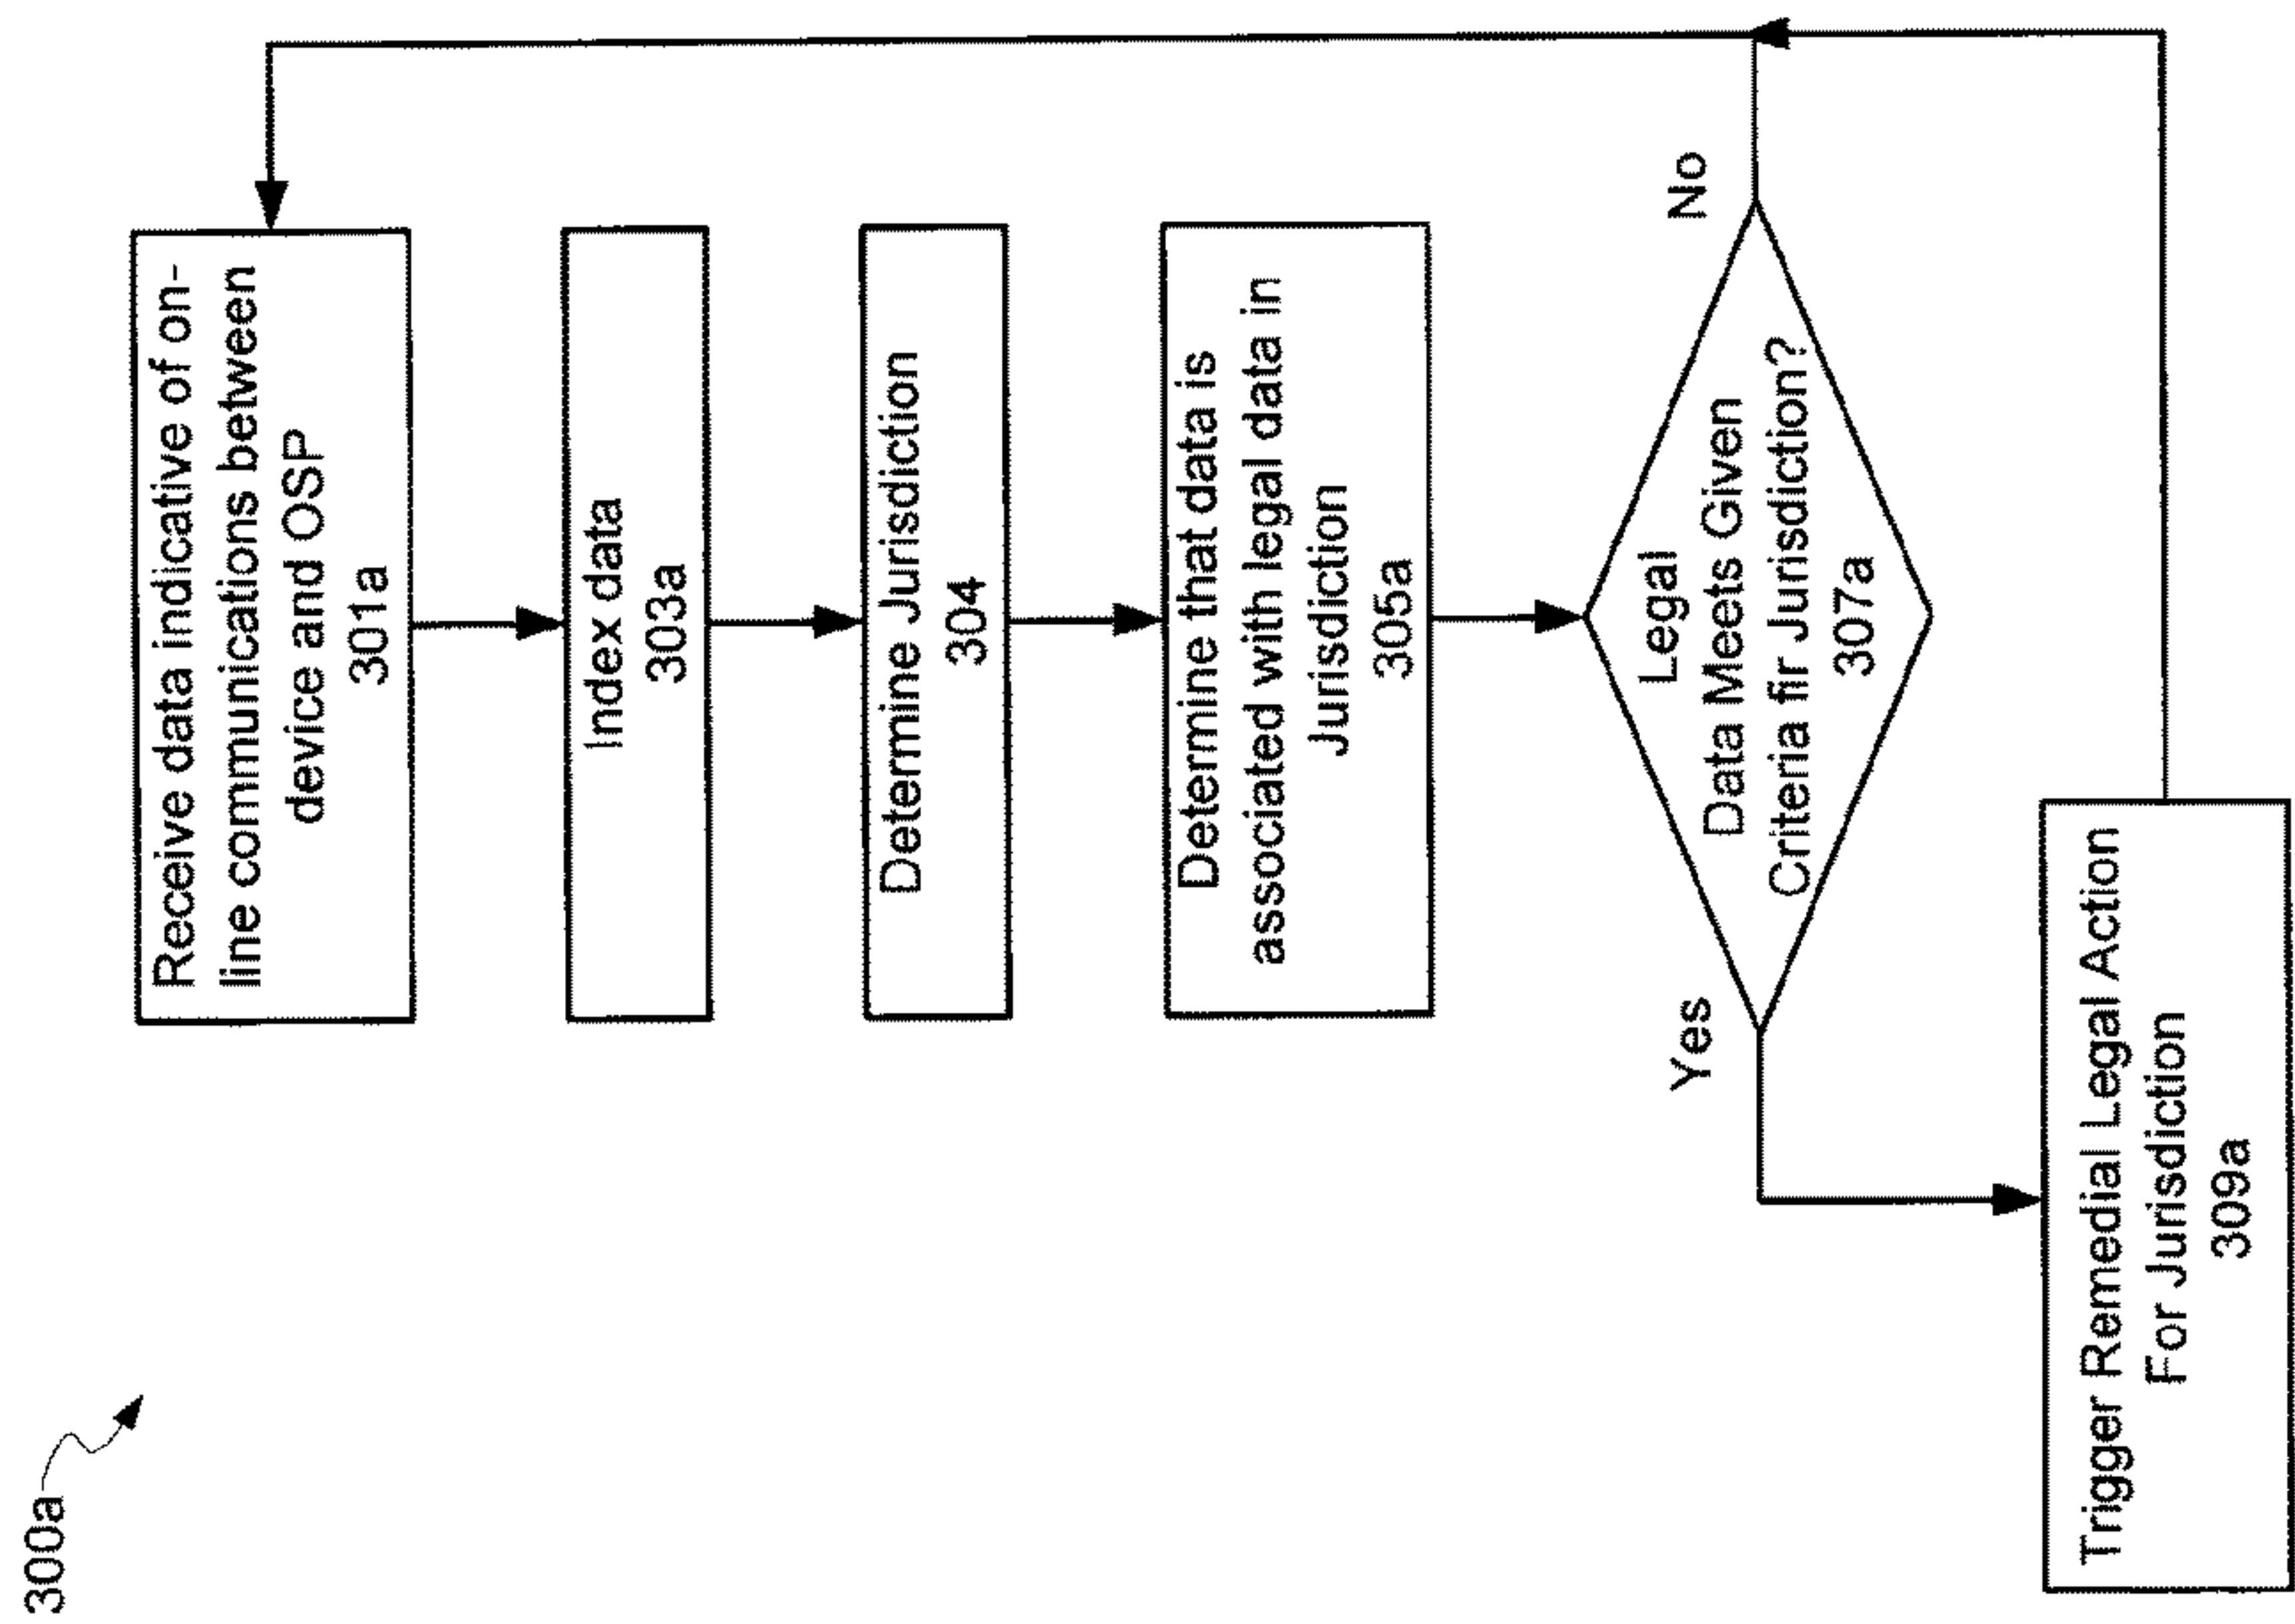 300a
Receive data indicative of on-
line communications between
device and OSP
301a
Index data
303a
Determine Jurisdiction
304
Determine that data is
associated with legal data in
Jurisdiction
305a
Legal
Data Meets Given
Criteria fir Jurisdiction?
307a
Yes
No
Trigger Remedial Legal Action
For Jurisdiction
309a